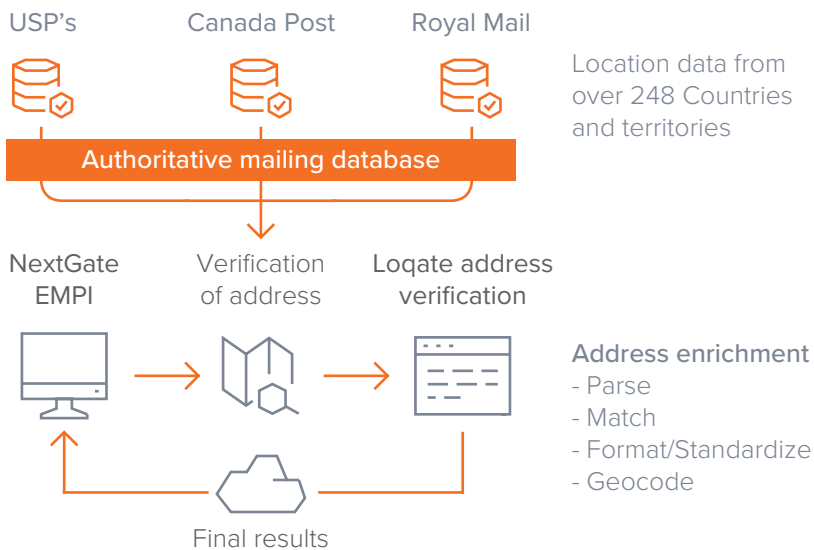 USP's
Canada Post
Royal Mail
Location data from
over 248 Countries
and territories
Authoritative mailing database
NextGate
EMPI
Verification
of address
Loqate address
verification
Address enrichment
- Parse
- Match
- Format/Standardize
- Geocode
Final results